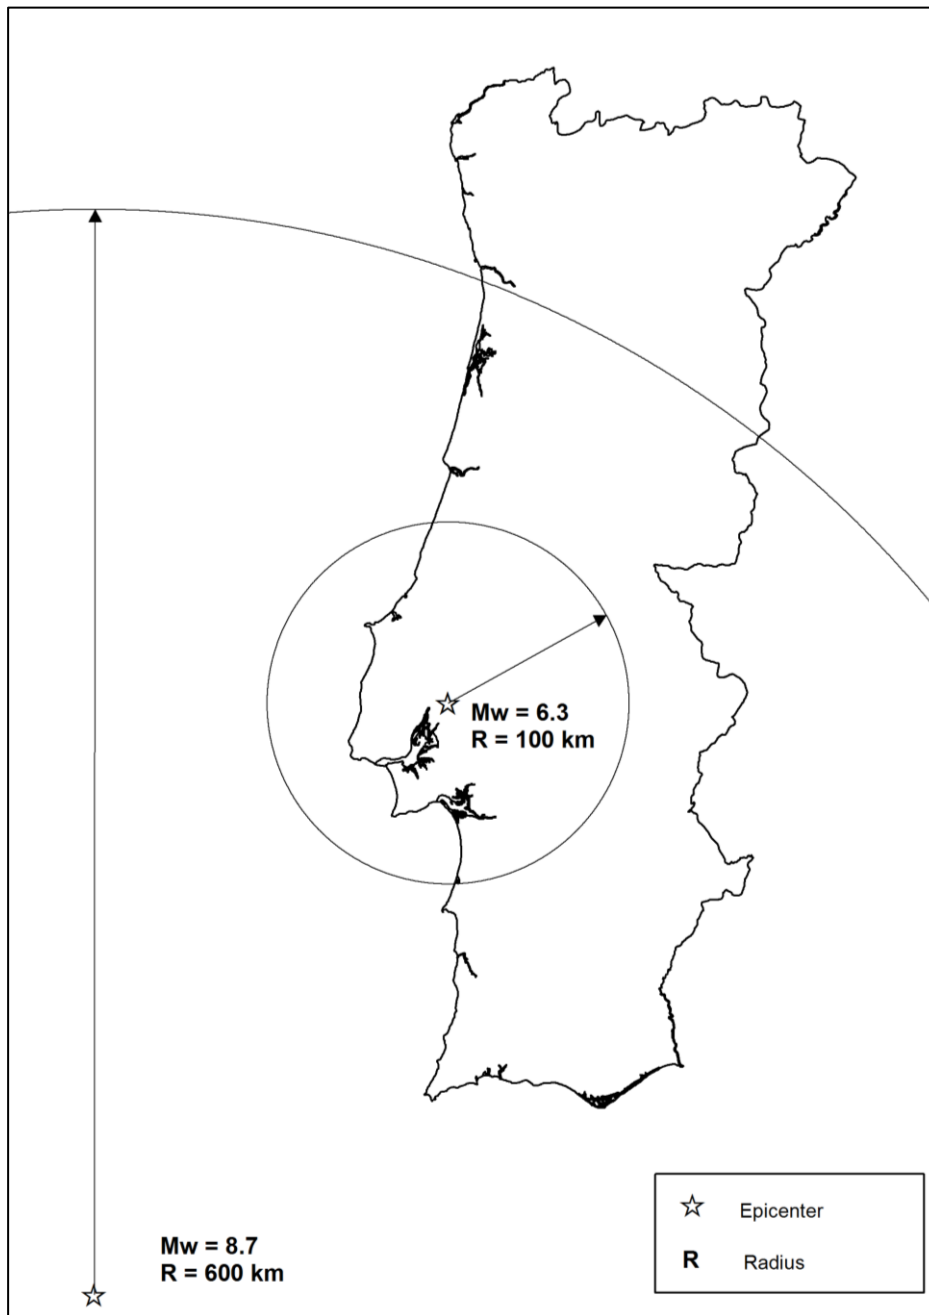 Mw = 6.3
R = 100 km
Mw = 8.7
R = 600 km
Epicenter
R Radius